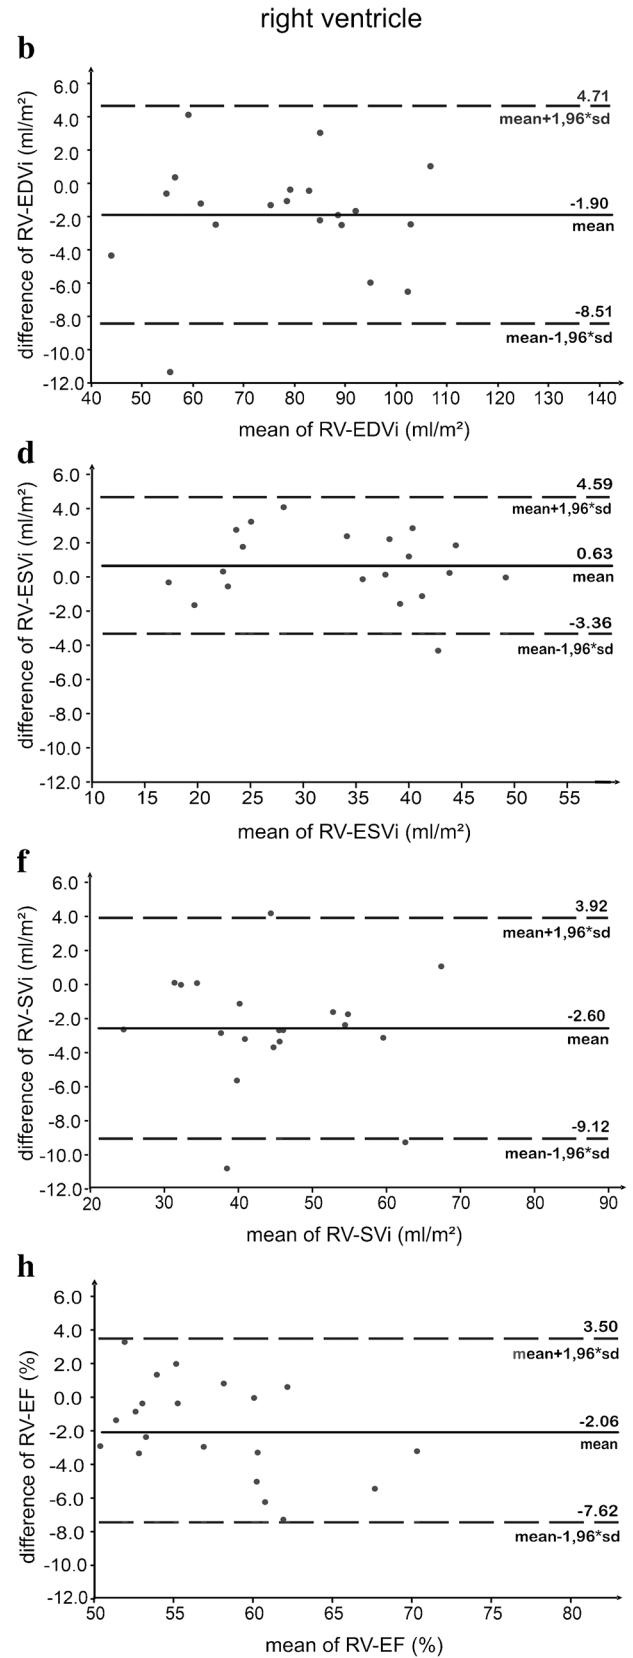 right ventricle
b
difference of RV-EDVi (ml/m²)
6.0
4.0
2.0
0.0
-2.0
-4.0
-6.0
-8.0
-10.0
-12.0
4.71
mean+1,96*sd
-1.90
mean
-8.51
mean-1,96*sd
40 50 60 70 80 90 100 110 120 130 140
mean of RV-EDVi (ml/m²)
d
difference of RV-ESVi (ml/m²)
6.0
4.0
2.0
0.0
-2.0
-4.0
-6.0
-8.0
-10.0
-12.0
4.59
mean+1,96*sd
0.63
mean
-3.36
mean-1,96*sd
10 15 20 25 30 35 40 45 50 55
mean of RV-ESVi (ml/m²)
f
difference of RV-SVi (ml/m²)
6.0
4.0
2.0
0.0
-2.0
-4.0
-6.0
-8.0
-10.0
-12.0
3.92
mean+1,96*sd
-2.60
mean
-9.12
mean-1,96*sd
20 30 40 50 60 70 80 90
mean of RV-SVi (ml/m²)
h
difference of RV-EF (%)
6.0
4.0
2.0
0.0
-2.0
-4.0
-6.0
-8.0
-10.0
-12.0
3.50
mean+1,96*sd
-2.06
mean
-7.62
mean-1,96*sd
50 55 60 65 70 75 80
mean of RV-EF (%)